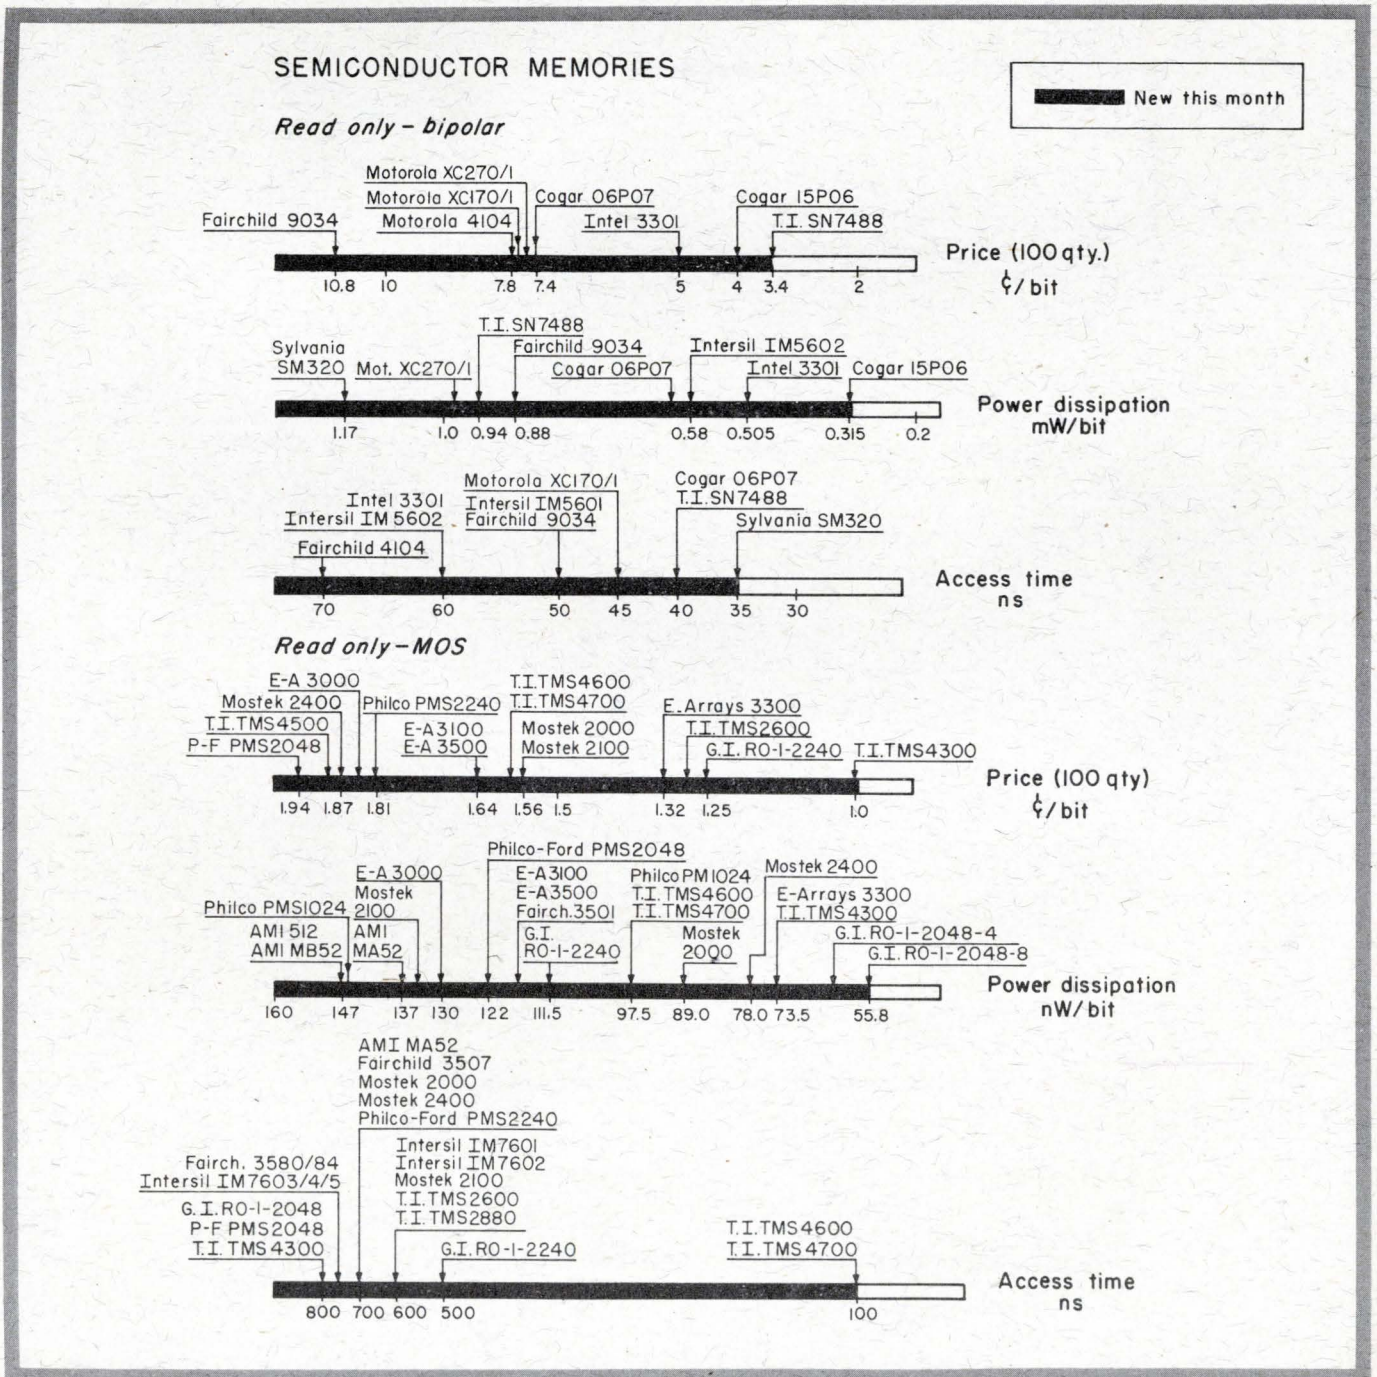 SEMICONDUCTOR MEMORIES
New this month
Read only – bipolar
Motorola XC270/1
Motorola XC170/1
Cogar 06P07
Cogar 15P06
Fairchild 9034
Motorola 4104
Intel 3301
T.I. SN7488
Price (100 qty.)
¢/bit
10.8 10 7.8 7.4 5 4 3.4 2
T.I. SN7488
Sylvania
SM320
Mot. XC270/1
Fairchild 9034
Cogar 06P07
Intersil IM5602
Intel 3301
Cogar 15P06
Power dissipation
mW/bit
1.17 1.0 0.94 0.88 0.58 0.505 0.315 0.2
Intel 3301
Intersil IM 5602
Fairchild 4104
Motorola XC170/1
Intersil IM5601
Fairchild 9034
Cogar 06P07
T.I. SN7488
Sylvania SM320
Access time
ns
70 60 50 45 40 35 30
Read only – MOS
E-A 3000
Mostek 2400
T.I. TMS4500
P-F PMS2048
Philco PMS2240
E-A 3100
E-A 3500
T.I. TMS4600
T.I. TMS4700
Mostek 2000
Mostek 2100
E.Arrays 3300
T.I. TMS2600
G.I. RO-1-2240
T.I. TMS4300
Price (100 qty)
¢/bit
1.94 1.87 1.81 1.64 1.56 1.5 1.32 1.25 1.0
Philco-Ford PMS2048
E-A 3000
Mostek
2100
Philco PMS1024
AMI 512
AMI MB52
AMI
MA52
E-A 3100
E-A 3500
Fairch. 3501
G.I.
RO-1-2240
Philco PM 1024
T.I. TMS4600
T.I. TMS4700
Mostek
2000
Mostek 2400
E-Arrays 3300
T.I. TMS4300
G.I. RO-1-2048-4
G.I. RO-1-2048-8
Power dissipation
nW/bit
160 147 137 130 122 111.5 97.5 89.0 78.0 73.5 55.8
AMI MA52
Fairchild 3507
Mostek 2000
Mostek 2400
Philco-Ford PMS2240
Intersil IM7601
Intersil IM7602
Mostek 2100
T.I. TMS2600
T.I. TMS2880
Fairch. 3580/84
Intersil IM7603/4/5
G.I. RO-1-2048
P-F PMS2048
T.I. TMS4300
G.I. RO-1-2240
T.I. TMS4600
T.I. TMS4700
Access time
ns
800 700 600 500 100